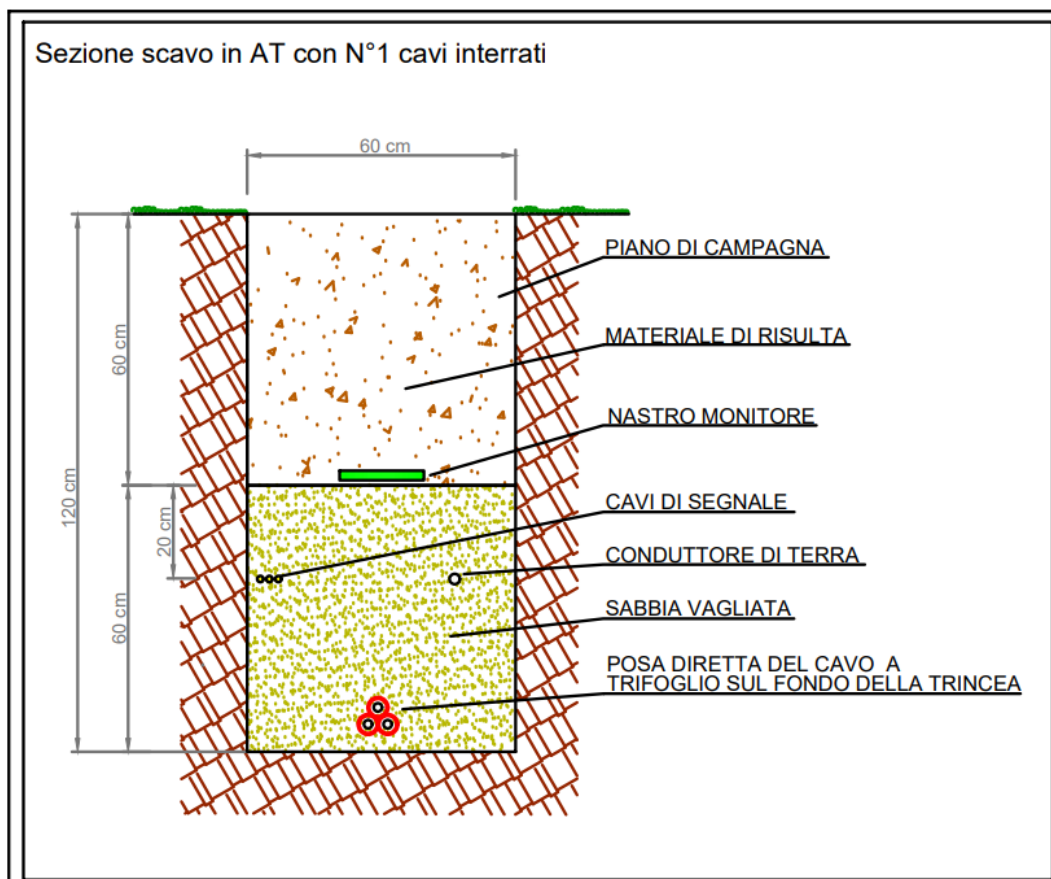 Sezione scavo in AT con N°1 cavi interrati
60 cm
PIANO DI CAMPAGNA
MATERIALE DI RISULTA
60 cm
NASTRO MONITORE
120 cm
20 cm
CAVI DI SEGNALE
CONDUTTORE DI TERRA
60 cm
SABBIA VAGLIATA
POSA DIRETTA DEL CAVO A
TRIFOGLIO SUL FONDO DELLA TRINCEA